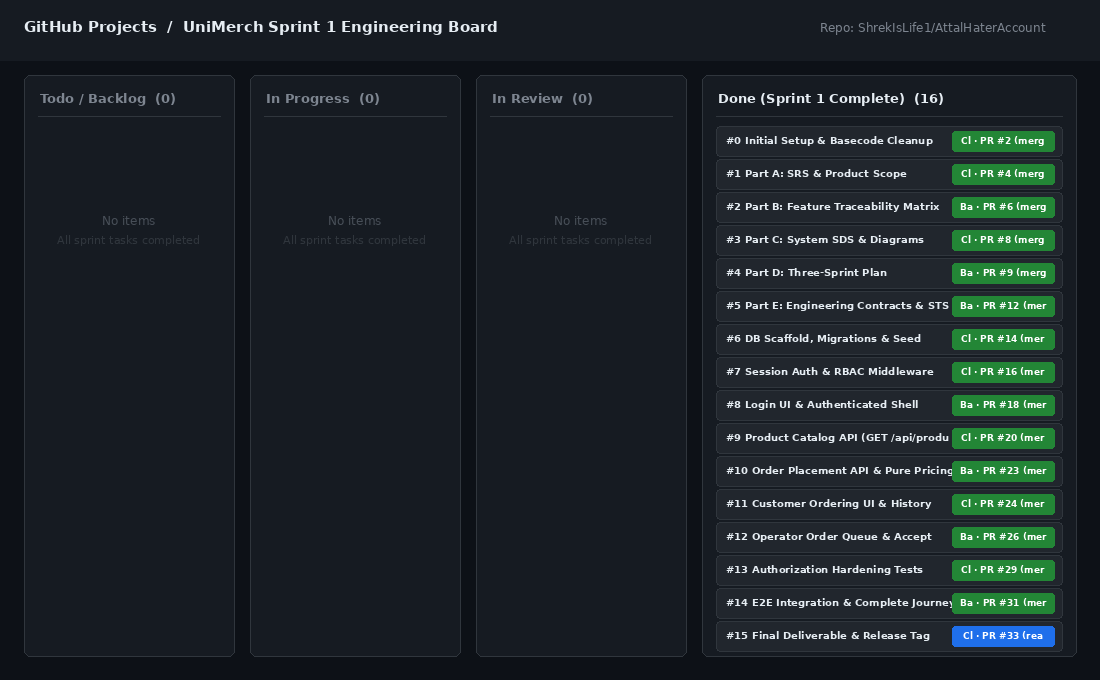 GitHub Projects / UniMerch Sprint 1 Engineering Board
Repo: ShrekIsLife1/AttalHaterAccount
Todo / Backlog (0)
No items
All sprint tasks completed
In Progress (0)
No items
All sprint tasks completed
In Review (0)
No items
All sprint tasks completed
Done (Sprint 1 Complete) (16)
#0 Initial Setup & Basecode Cleanup Cl · PR #2 (merg
#1 Part A: SRS & Product Scope Cl · PR #4 (merg
#2 Part B: Feature Traceability Matrix Ba · PR #6 (merg
#3 Part C: System SDS & Diagrams Cl · PR #8 (merg
#4 Part D: Three-Sprint Plan Ba · PR #9 (merg
#5 Part E: Engineering Contracts & STS Ba · PR #12 (mer
#6 DB Scaffold, Migrations & Seed Cl · PR #14 (mer
#7 Session Auth & RBAC Middleware Cl · PR #16 (mer
#8 Login UI & Authenticated Shell Ba · PR #18 (mer
#9 Product Catalog API (GET /api/produ Cl · PR #20 (mer
#10 Order Placement API & Pure Pricing Ba · PR #23 (mer
#11 Customer Ordering UI & History Cl · PR #24 (mer
#12 Operator Order Queue & Accept Ba · PR #26 (mer
#13 Authorization Hardening Tests Cl · PR #29 (mer
#14 E2E Integration & Complete Journey Ba · PR #31 (mer
#15 Final Deliverable & Release Tag Cl · PR #33 (rea